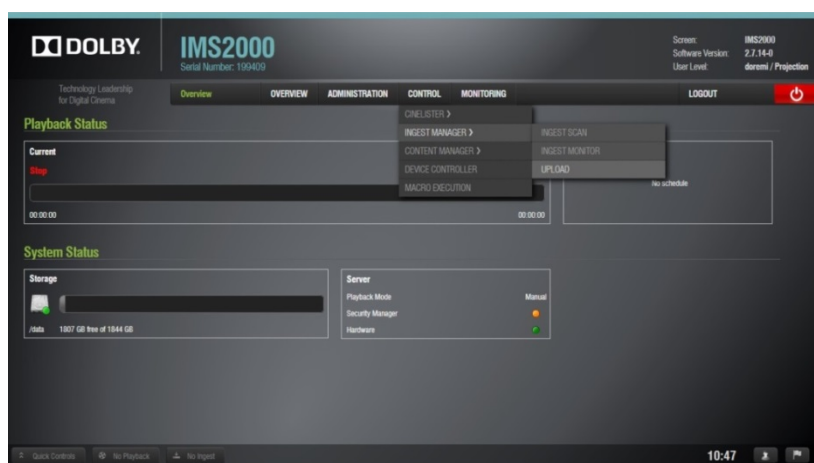 DOLBY.
IMS2000
Serial Number: 199409
Screen: IMS2000
Software Version: 2.7.14-0
User Level: doremi / Projection
Technology Leadership
for Digital Cinema
Overview OVERVIEW ADMINISTRATION CONTROL MONITORING LOGOUT
CINELISTER >
INGEST MANAGER >
CONTENT MANAGER >
DEVICE CONTROLLER
MACRO EXECUTION
INGEST SCAN
INGEST MONITOR
UPLOAD
Playback Status
Current
Stop
00:00:00 00:00:00
No schedule
System Status
Storage
/data 1807 GB free of 1844 GB
Server
Playback Mode Manual
Security Manager
Hardware
Quick Controls No Playback No Ingest 10:47